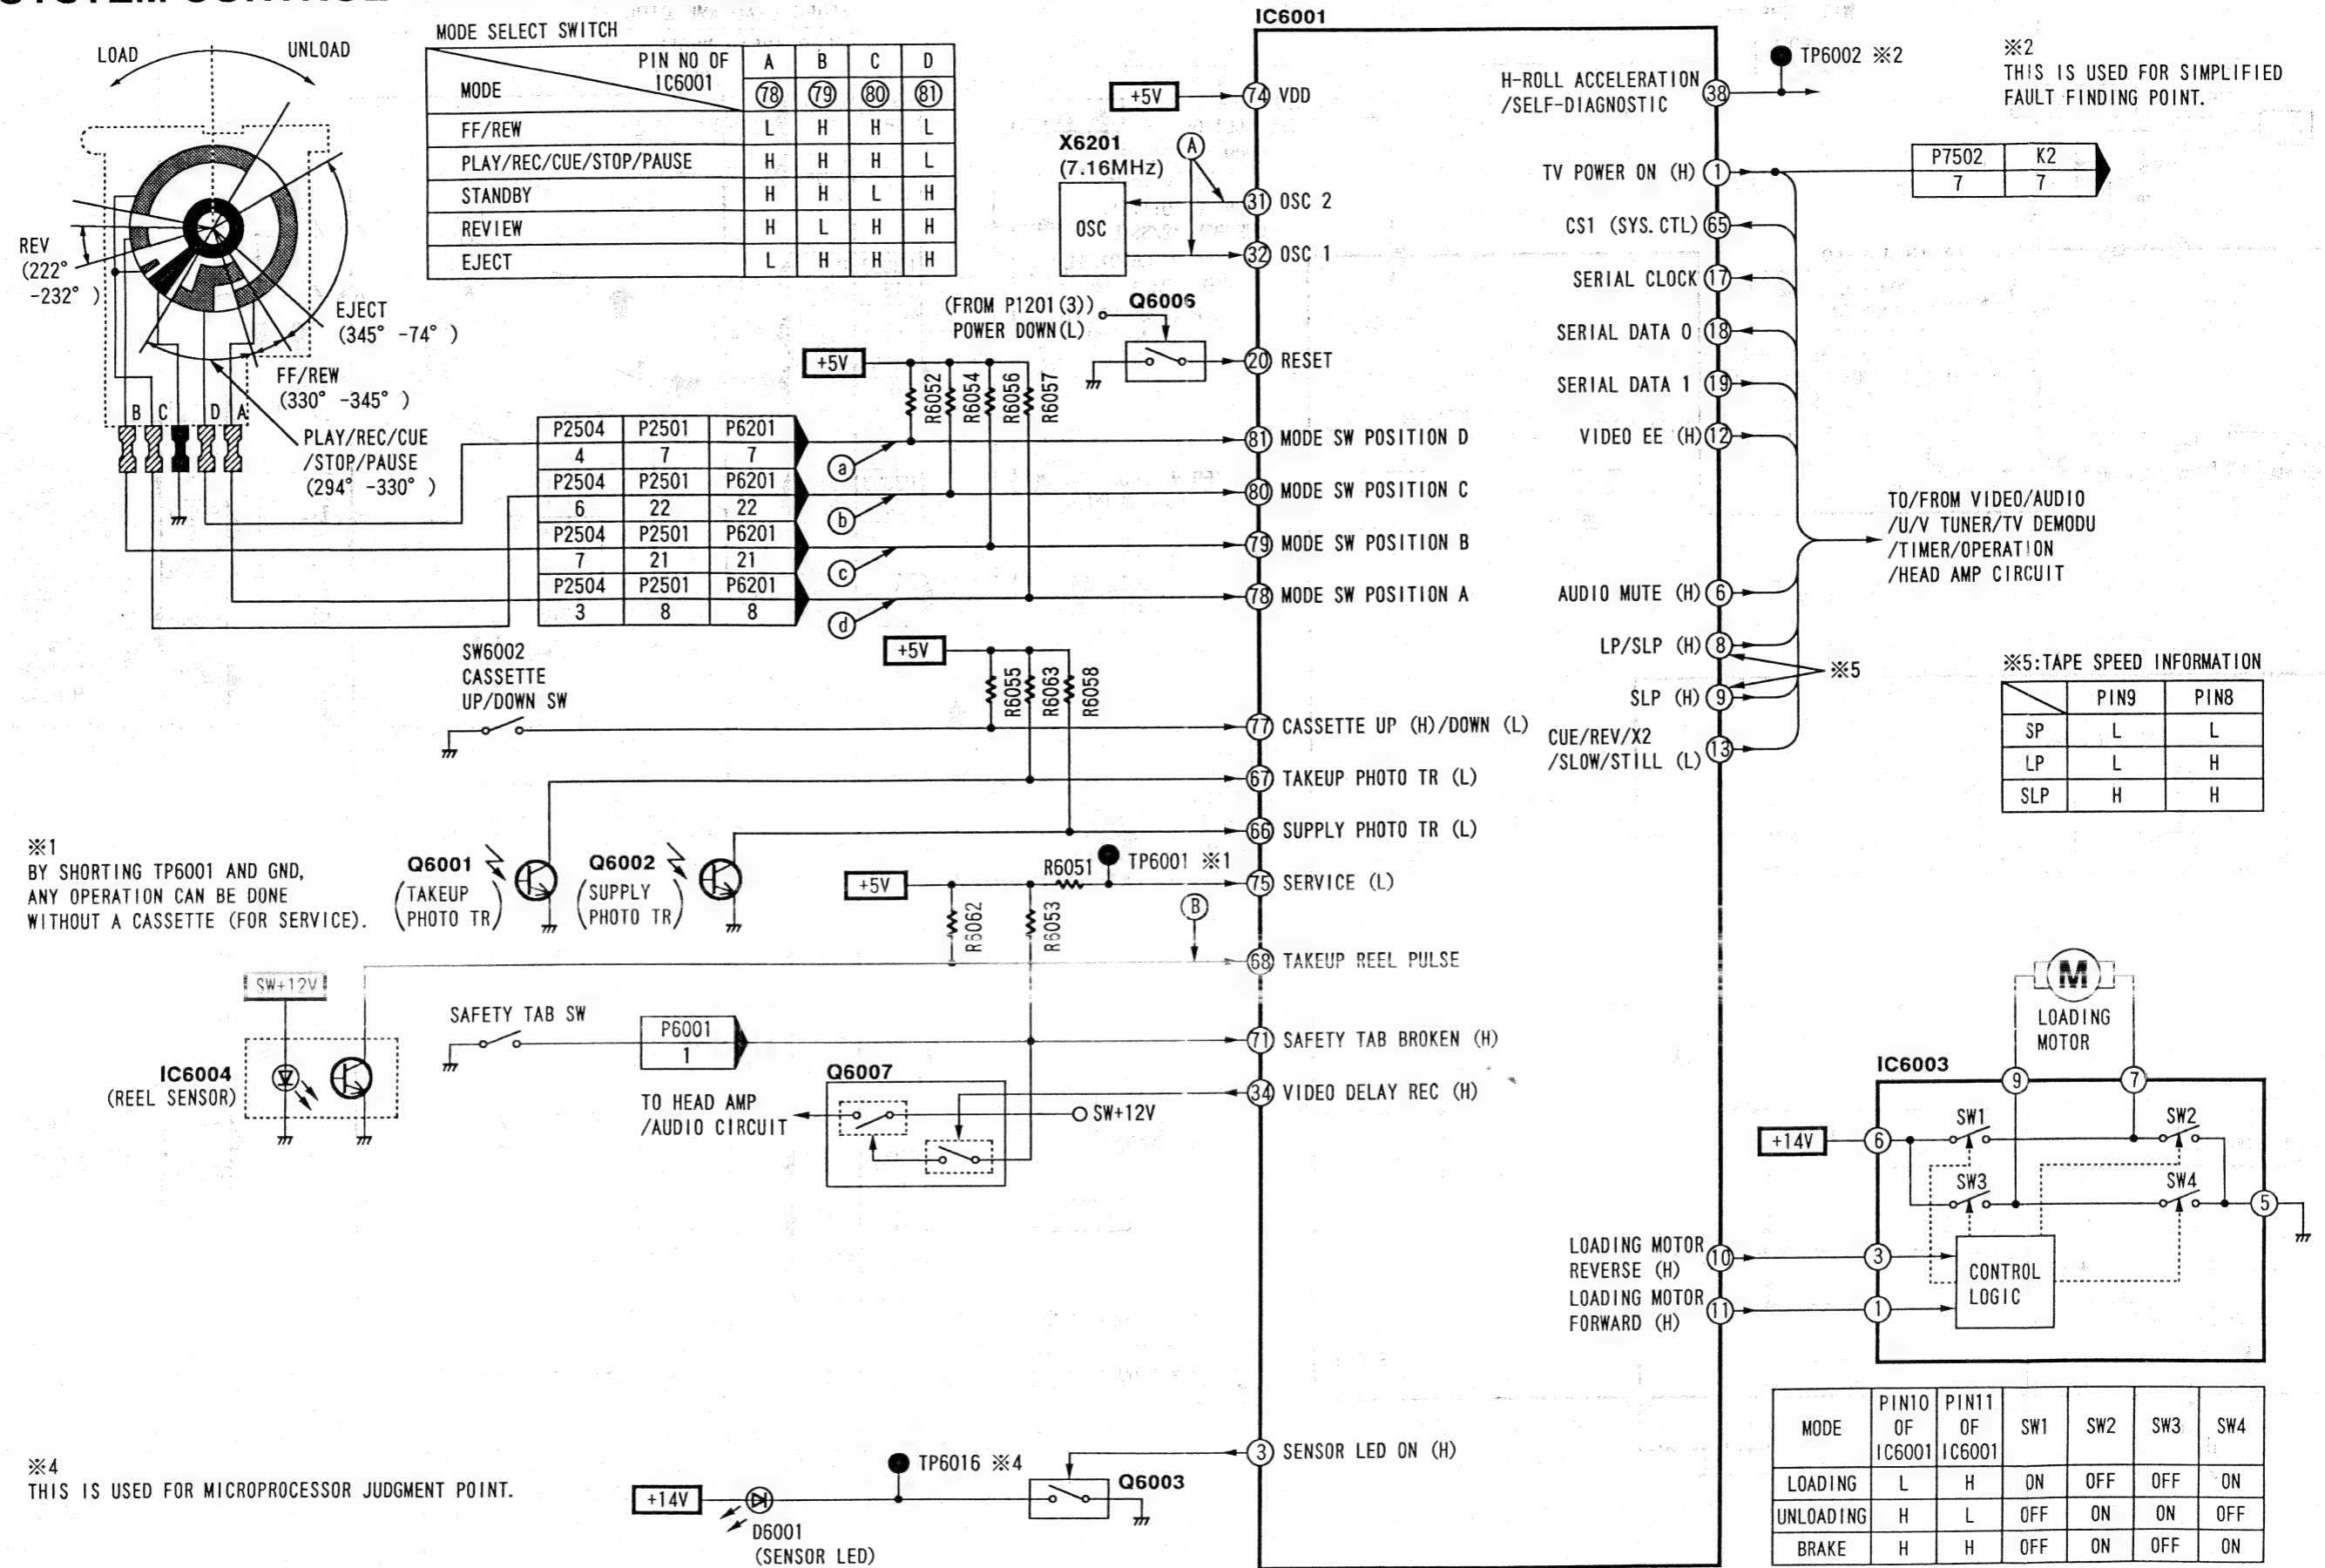 MODE SELECT SWITCH
LOAD
UNLOAD
PIN NO OF IC6001 A B C D
MODE 78 79 80 81
FF/REW L H H L
PLAY/REC/CUE/STOP/PAUSE H H H L
STANDBY H H L H
REVIEW H L H H
EJECT L H H H
REV
(222°
-232° )
EJECT
(345° -74° )
FF/REW
(330° -345° )
PLAY/REC/CUE
/STOP/PAUSE
(294° -330° )
B C D A
P2504 P2501 P6201
4 7 7
P2504 P2501 P6201
6 22 22
P2504 P2501 P6201
7 21 21
P2504 P2501 P6201
3 8 8
a
b
c
d
+5V
R6052
R6054
R6056
R6057
IC6001
+5V
74 VDD
X6201
(7.16MHz)
A
OSC
31 OSC 2
32 OSC 1
(FROM P1201(3))
POWER DOWN(L)
Q6006
20 RESET
81 MODE SW POSITION D
80 MODE SW POSITION C
79 MODE SW POSITION B
78 MODE SW POSITION A
+5V
R6055
R6063
R6058
SW6002
CASSETTE
UP/DOWN SW
77 CASSETTE UP (H)/DOWN (L)
67 TAKEUP PHOTO TR (L)
66 SUPPLY PHOTO TR (L)
※1
BY SHORTING TP6001 AND GND,
ANY OPERATION CAN BE DONE
WITHOUT A CASSETTE (FOR SERVICE).
Q6001
(TAKEUP
PHOTO TR)
Q6002
(SUPPLY
PHOTO TR)
+5V
R6051
TP6001 ※1
75 SERVICE (L)
R6062
R6053
B
68 TAKEUP REEL PULSE
SW+12V
IC6004
(REEL SENSOR)
SAFETY TAB SW
P6001
1
71 SAFETY TAB BROKEN (H)
Q6007
TO HEAD AMP
/AUDIO CIRCUIT
SW+12V
34 VIDEO DELAY REC (H)
※4
THIS IS USED FOR MICROPROCESSOR JUDGMENT POINT.
+14V
D6001
(SENSOR LED)
TP6016 ※4
Q6003
3 SENSOR LED ON (H)
H-ROLL ACCELERATION
/SELF-DIAGNOSTIC 38
TP6002 ※2
※2
THIS IS USED FOR SIMPLIFIED
FAULT FINDING POINT.
TV POWER ON (H) 1
P7502 K2
7 7
CS1 (SYS.CTL) 65
SERIAL CLOCK 17
SERIAL DATA O 18
SERIAL DATA 1 19
VIDEO EE (H) 12
TO/FROM VIDEO/AUDIO
/U/V TUNER/TV DEMODU
/TIMER/OPERATION
/HEAD AMP CIRCUIT
AUDIO MUTE (H) 6
LP/SLP (H) 8
※5
SLP (H) 9
CUE/REV/X2
/SLOW/STILL (L) 13
※5:TAPE SPEED INFORMATION
PIN9 PIN8
SP L L
LP L H
SLP H H
M
LOADING
MOTOR
IC6003
9 7
+14V
6
SW1
SW2
SW3
SW4
5
LOADING MOTOR
REVERSE (H) 10
3
LOADING MOTOR
FORWARD (H) 11
1
CONTROL
LOGIC
MODE PIN10 OF IC6001 PIN11 OF IC6001 SW1 SW2 SW3 SW4
LOADING L H ON OFF OFF ON
UNLOADING H L OFF ON ON OFF
BRAKE H H OFF ON OFF ON